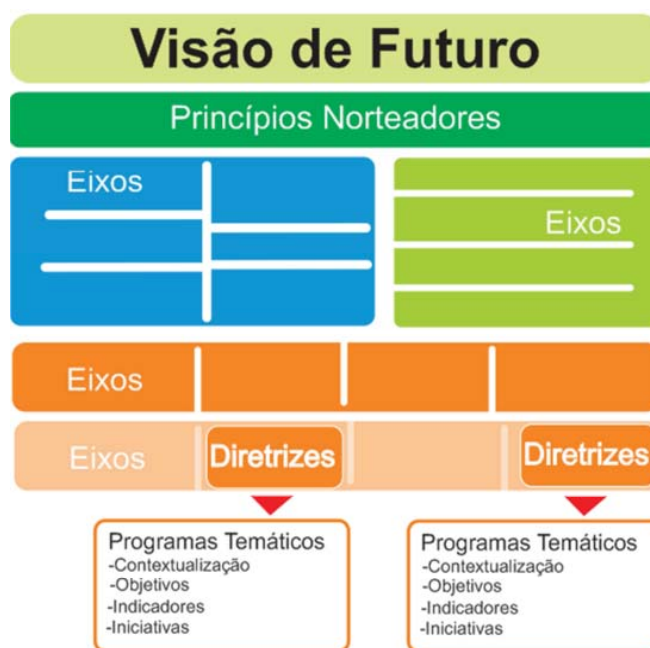 Visão de Futuro
Princípios Norteadores
Eixos
Eixos
Eixos
Eixos
Diretrizes
Diretrizes
Programas Temáticos
-Contextualização
-Objetivos
-Indicadores
-Iniciativas
Programas Temáticos
-Contextualização
-Objetivos
-Indicadores
-Iniciativas